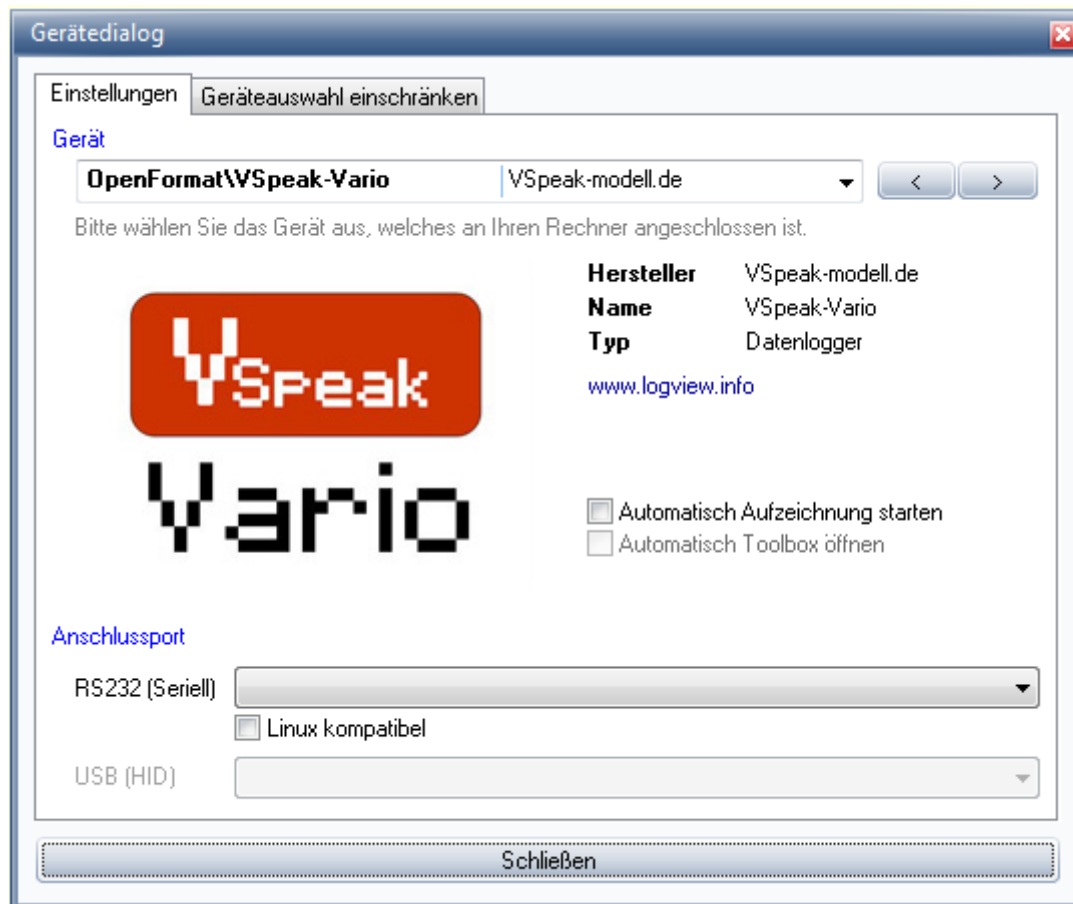 Gerätedialog
Einstellungen Geräteauswahl einschränken
Gerät
OpenFormat\VSpeak-Vario VSpeak-modell.de < >
Bitte wählen Sie das Gerät aus, welches an Ihren Rechner angeschlossen ist.
VSpeak
Vario
Hersteller VSpeak-modell.de
Name VSpeak-Vario
Typ Datenlogger
www.logview.info
Automatisch Aufzeichnung starten
Automatisch Toolbox öffnen
Anschlussport
RS232 (Seriell)
Linux kompatibel
USB (HID)
Schließen